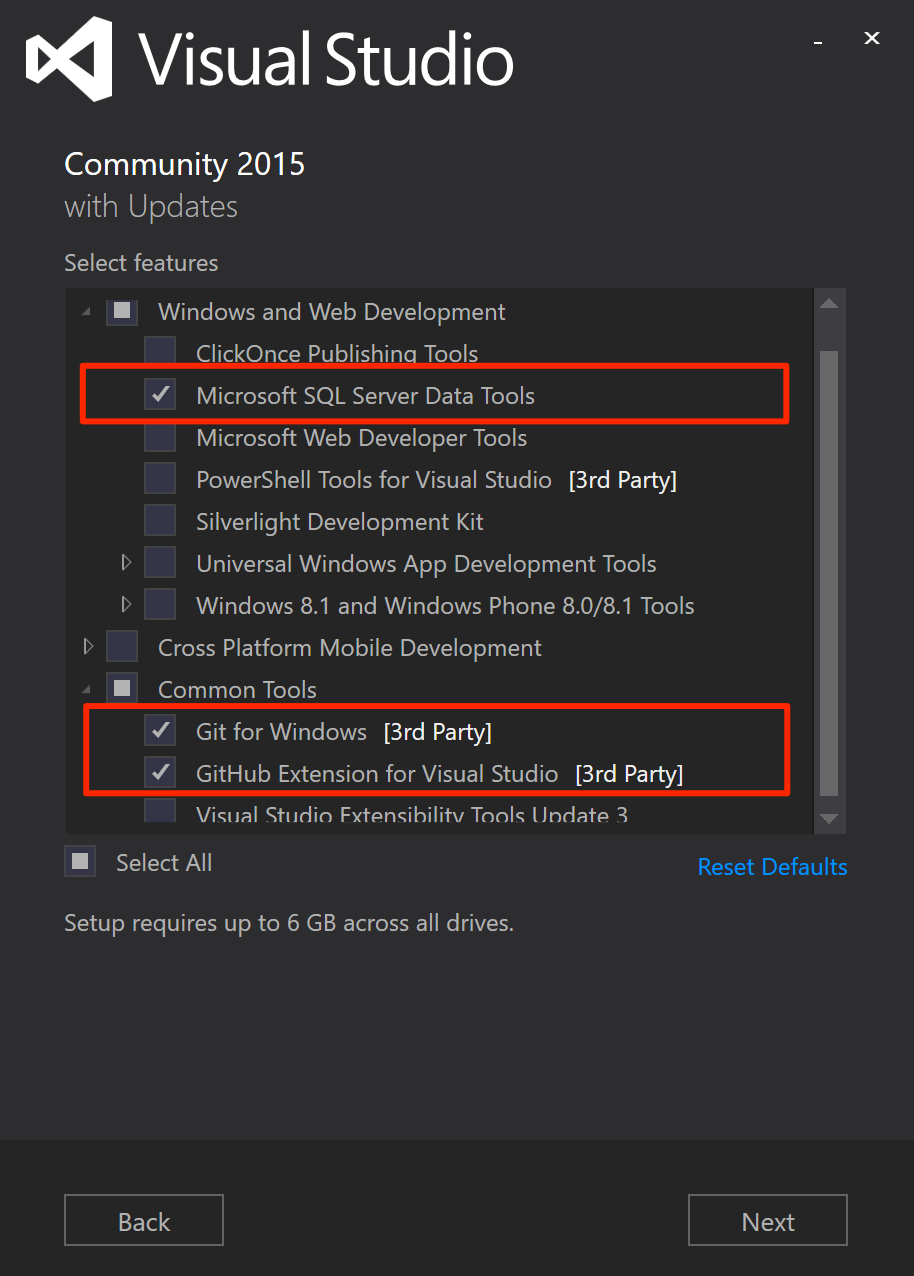 Visual Studio
Community 2015
with Updates
Select features
Windows and Web Development
ClickOnce Publishing Tools
Microsoft SQL Server Data Tools
Microsoft Web Developer Tools
PowerShell Tools for Visual Studio [3rd Party]
Silverlight Development Kit
Universal Windows App Development Tools
Windows 8.1 and Windows Phone 8.0/8.1 Tools
Cross Platform Mobile Development
Common Tools
Git for Windows [3rd Party]
GitHub Extension for Visual Studio [3rd Party]
Visual Studio Extensibility Tools Update 3
Select All
Reset Defaults
Setup requires up to 6 GB across all drives.
Back
Next